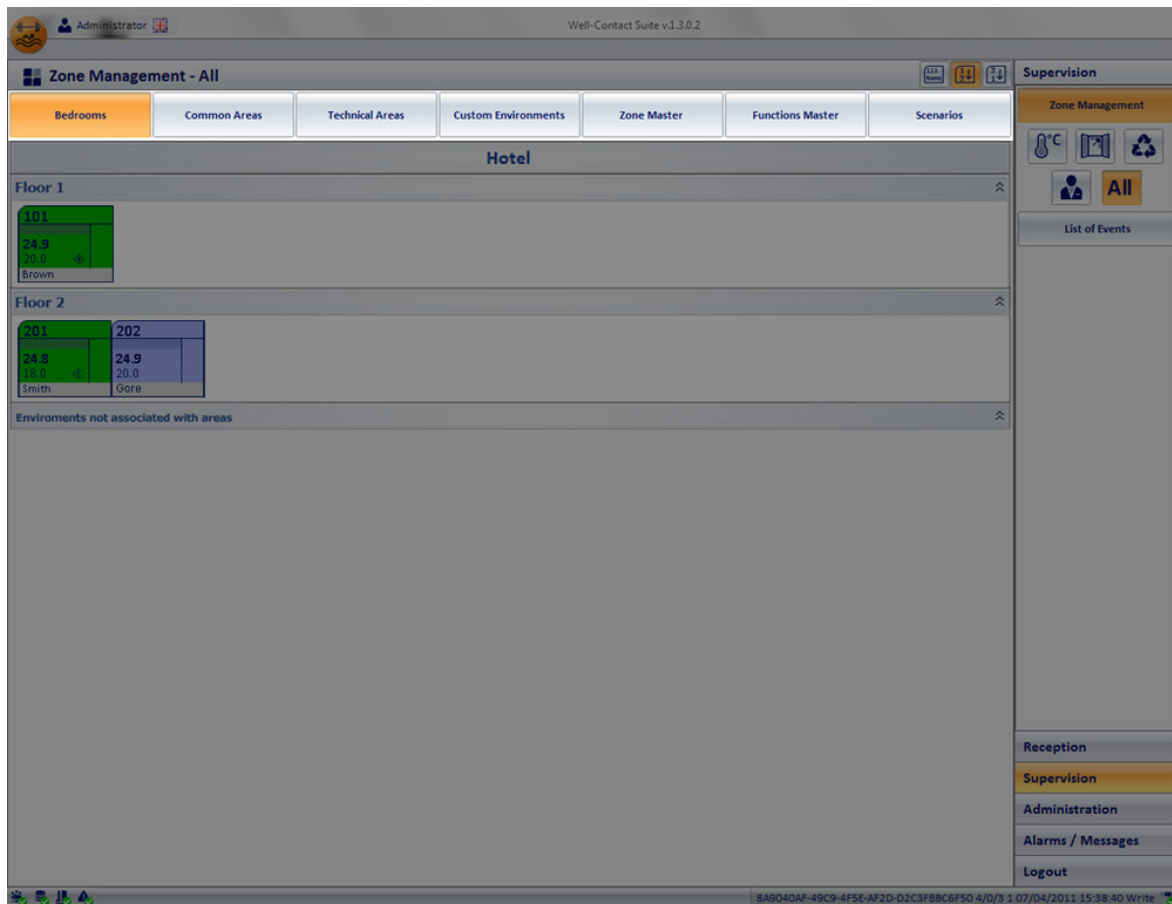 Administrator
Well-Contact Suite v.1.3.0.2
Zone Management - All
Supervision
Bedrooms
Common Areas
Technical Areas
Custom Environments
Zone Master
Functions Master
Scenarios
Zone Management
°C
All
List of Events
Hotel
Floor 1
101
24.9
20.0
Brown
Floor 2
201
24.8
18.0
Smith
202
24.9
20.0
Gore
Enviroments not associated with areas
Reception
Supervision
Administration
Alarms / Messages
Logout
8A9040AF-49C9-4F5E-AF2D-D2C3FBBC6F50 4/0/3 1 07/04/2011 15:38:40 Write